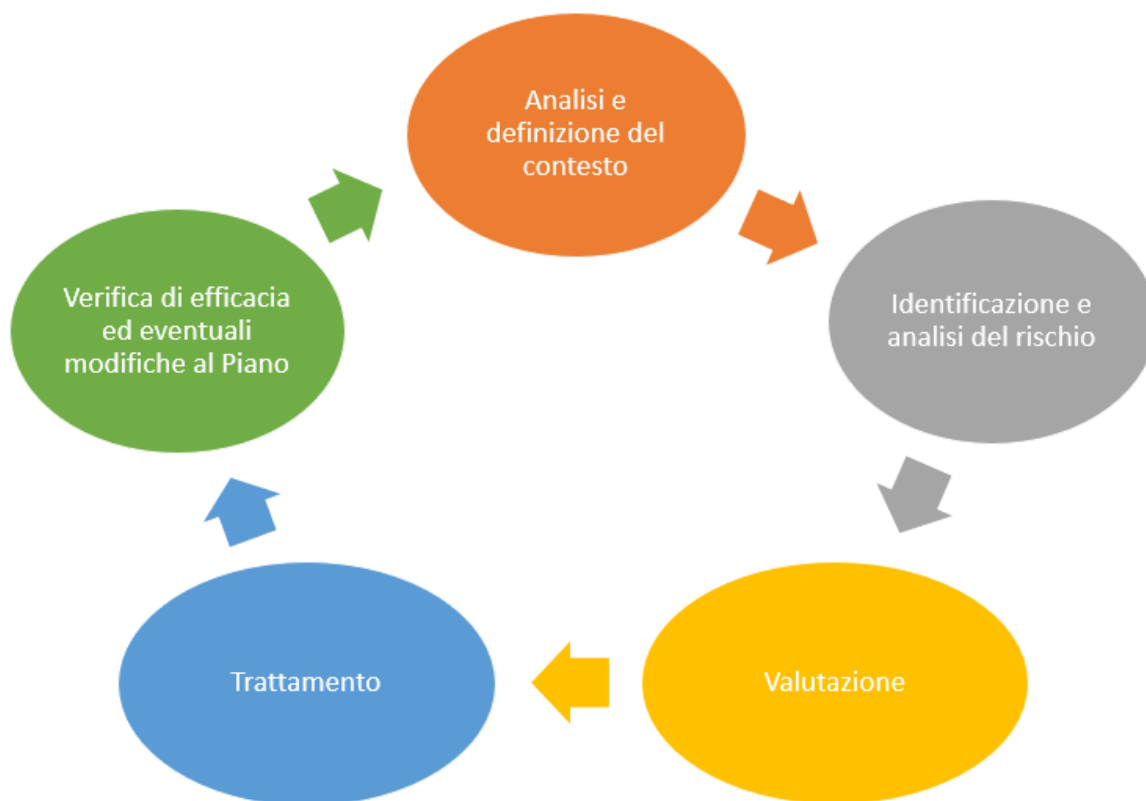 Analisi e
definizione del
contesto
Identificazione e
analisi del rischio
Valutazione
Trattamento
Verifica di efficacia
ed eventuali
modifiche al Piano